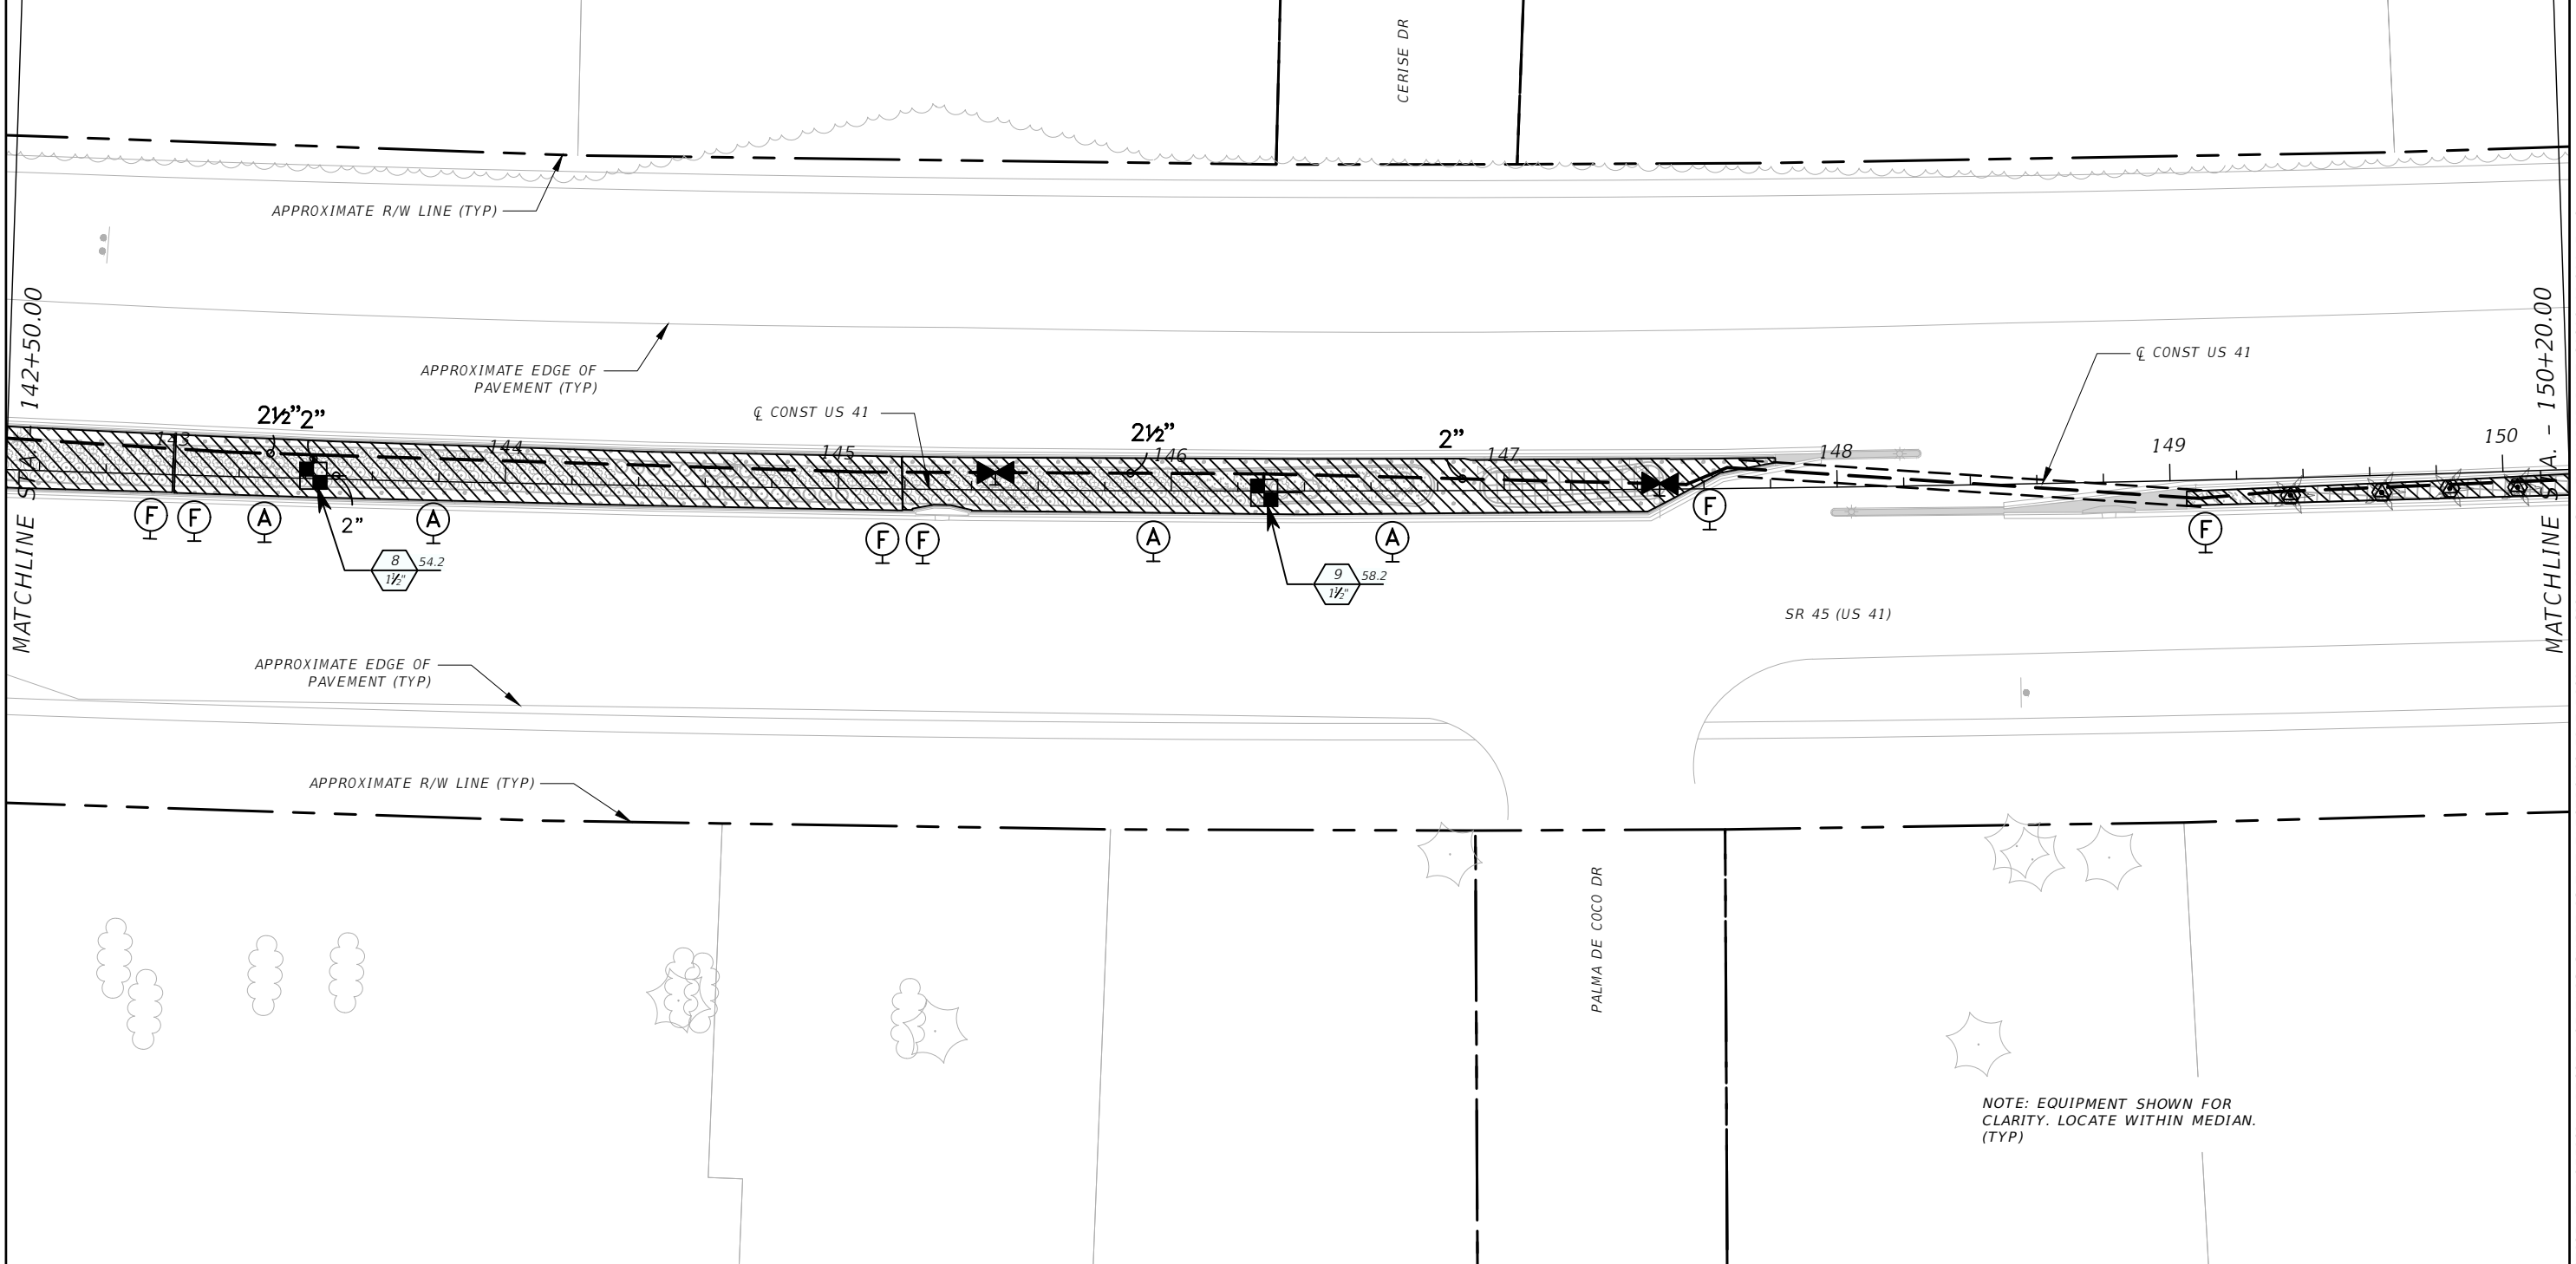 CERISE DR
APPROXIMATE R/W LINE (TYP)
MATCHLINE STA. - 142+50.00
APPROXIMATE EDGE OF
PAVEMENT (TYP)
℄ CONST US 41
℄ CONST US 41
MATCHLINE STA. - 150+20.00
2½" 2"
2½"
2"
143
144
145
146
147
148
149
150
F
F
A
2"
A
F
F
A
A
F
F
8
1½"
54.2
9
1½"
58.2
SR 45 (US 41)
APPROXIMATE EDGE OF
PAVEMENT (TYP)
APPROXIMATE R/W LINE (TYP)
PALMA DE COCO DR
NOTE: EQUIPMENT SHOWN FOR
CLARITY. LOCATE WITHIN MEDIAN.
(TYP)